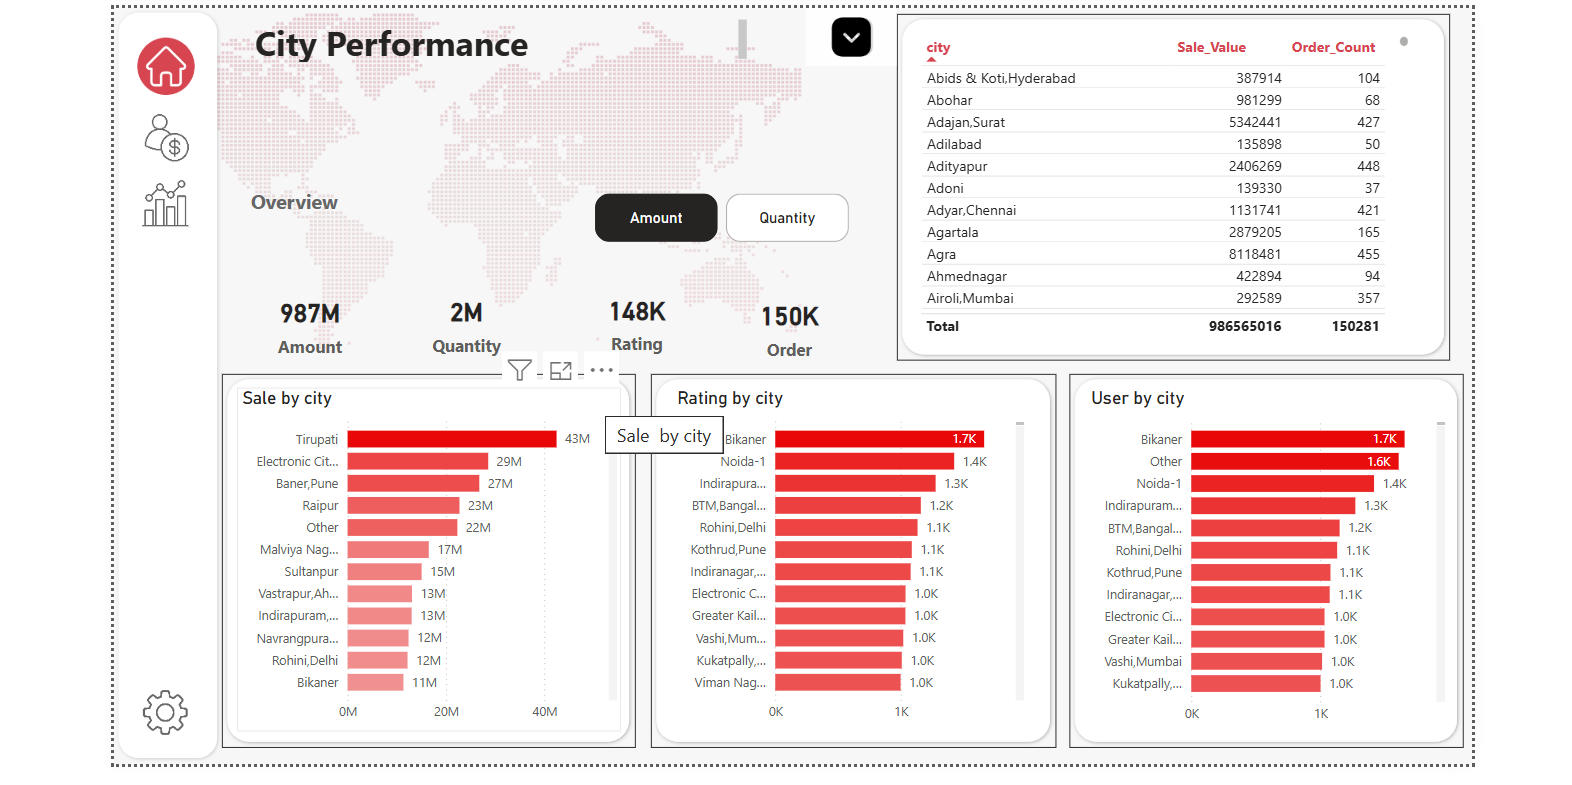 City Performance
Overview
Amount
Quantity
987M
Amount
2M
Quantity
148K
Rating
150K
Order
city Sale_Value Order_Count
Abids & Koti,Hyderabad 387914 104
Abohar 981299 68
Adajan,Surat 5342441 427
Adilabad 135898 50
Adityapur 2406269 448
Adoni 139330 37
Adyar,Chennai 1131741 421
Agartala 2879205 165
Agra 8118481 455
Ahmednagar 422894 94
Airoli,Mumbai 292589 357
Total 986565016 150281
Sale by city
Tirupati 43M
Electronic Cit... 29M
Baner,Pune 27M
Raipur 23M
Other 22M
Malviya Nag... 17M
Sultanpur 15M
Vastrapur,Ah... 13M
Indirapuram,... 13M
Navrangpura... 12M
Rohini,Delhi 12M
Bikaner 11M
0M 20M 40M
Sale by city
Rating by city
Bikaner 1.7K
Noida-1 1.4K
Indirapura... 1.3K
BTM,Bangal... 1.2K
Rohini,Delhi 1.1K
Kothrud,Pune 1.1K
Indiranagar,... 1.1K
Electronic C... 1.0K
Greater Kail... 1.0K
Vashi,Mum... 1.0K
Kukatpally,... 1.0K
Viman Nag... 1.0K
0K 1K
User by city
Bikaner 1.7K
Other 1.6K
Noida-1 1.4K
Indirapuram... 1.3K
BTM,Bangal... 1.2K
Rohini,Delhi 1.1K
Kothrud,Pune 1.1K
Indiranagar,... 1.1K
Electronic Ci... 1.0K
Greater Kail... 1.0K
Vashi,Mumbai 1.0K
Kukatpally,... 1.0K
0K 1K